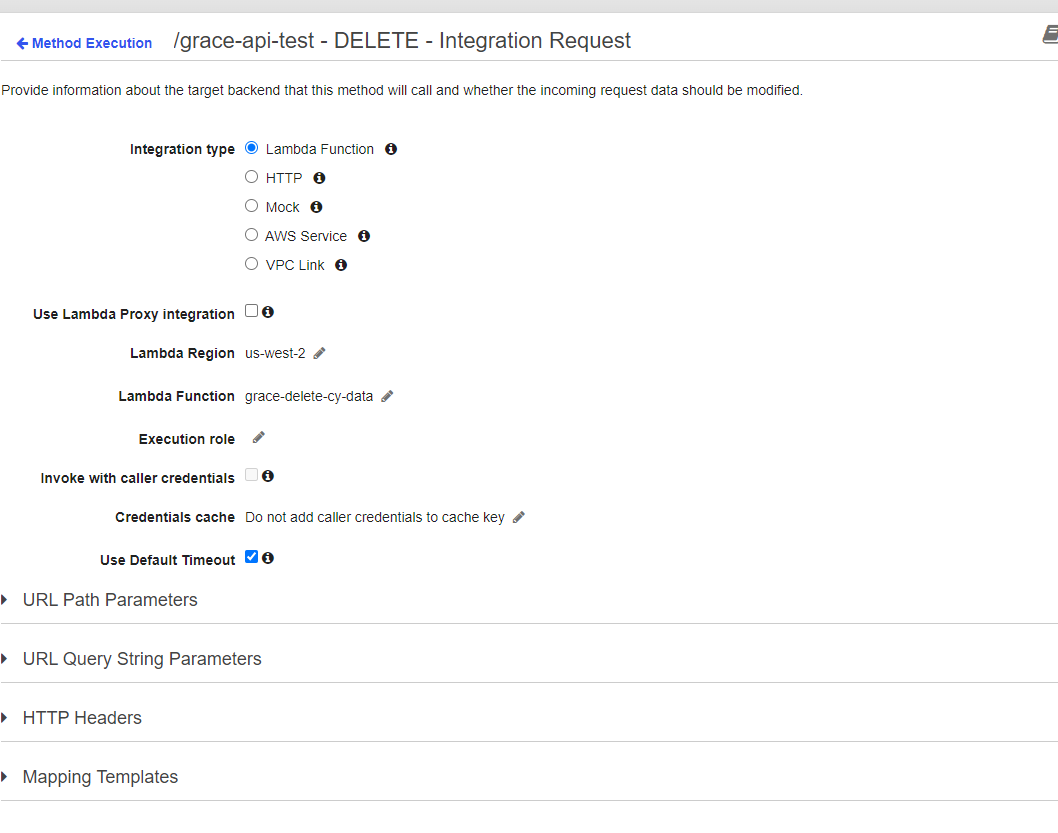 Method Execution /grace-api-test - DELETE - Integration Request
Provide information about the target backend that this method will call and whether the incoming request data should be modified.
Integration type Lambda Function
HTTP
Mock
AWS Service
VPC Link
Use Lambda Proxy integration
Lambda Region us-west-2
Lambda Function grace-delete-cy-data
Execution role
Invoke with caller credentials
Credentials cache Do not add caller credentials to cache key
Use Default Timeout
URL Path Parameters
URL Query String Parameters
HTTP Headers
Mapping Templates